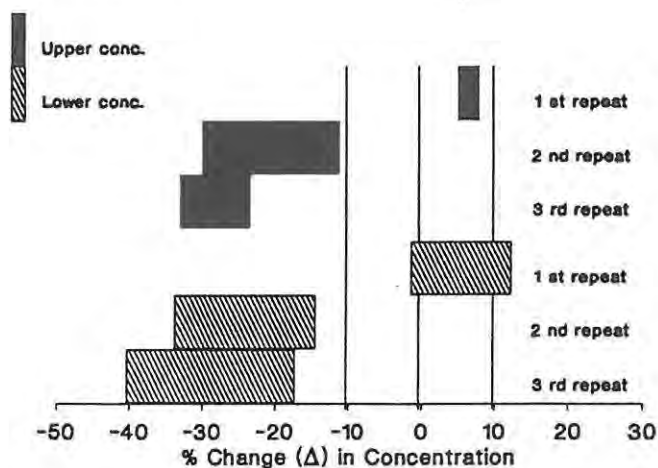 Upper conc.
Lower conc.
1 st repeat
2 nd repeat
3 rd repeat
1 st repeat
2 nd repeat
3 rd repeat
-50 -40 -30 -20 -10 0 10 20 30
% Change (Δ) in Concentration